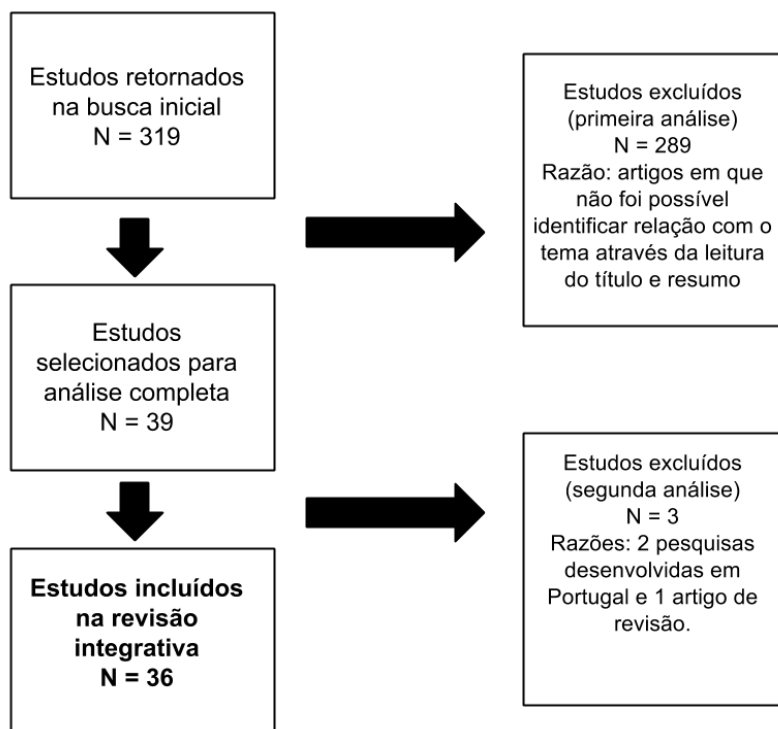 Estudos retornados
na busca inicial
N = 319
Estudos excluídos
(primeira análise)
N = 289
Razão: artigos em que
não foi possível
identificar relação com o
tema através da leitura
do título e resumo
Estudos
selecionados para
análise completa
N = 39
Estudos excluídos
(segunda análise)
N = 3
Razões: 2 pesquisas
desenvolvidas em
Portugal e 1 artigo de
revisão.
Estudos incluídos
na revisão
integrativa
N = 36